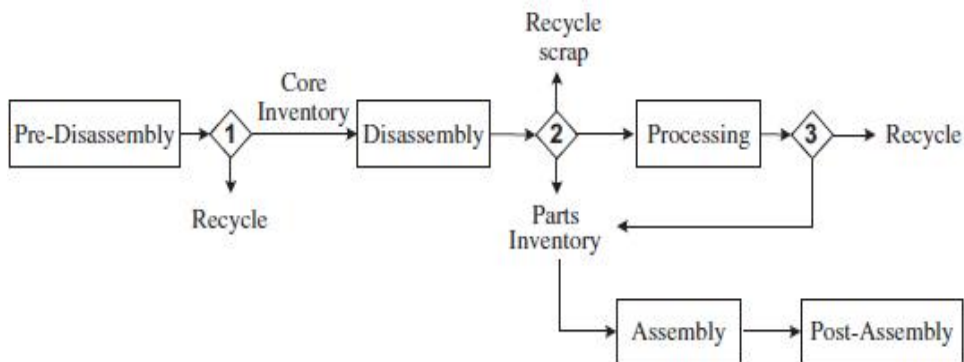 Recycle
scrap
Core
Inventory
Pre-Disassembly
1
Disassembly
2
Processing
3
Recycle
Recycle
Parts
Inventory
Assembly
Post-Assembly